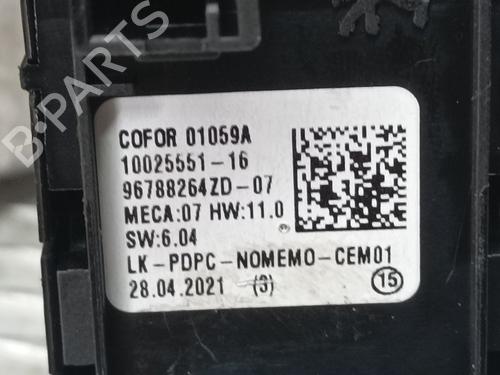 B-PARTS
COFOR 01059A
10025551-16
96788264ZD-07
MECA:07 HW:11.0
SW:6.04
LK-PDPC-NOMEMO-CEM01
28.04.2021 (3) 15